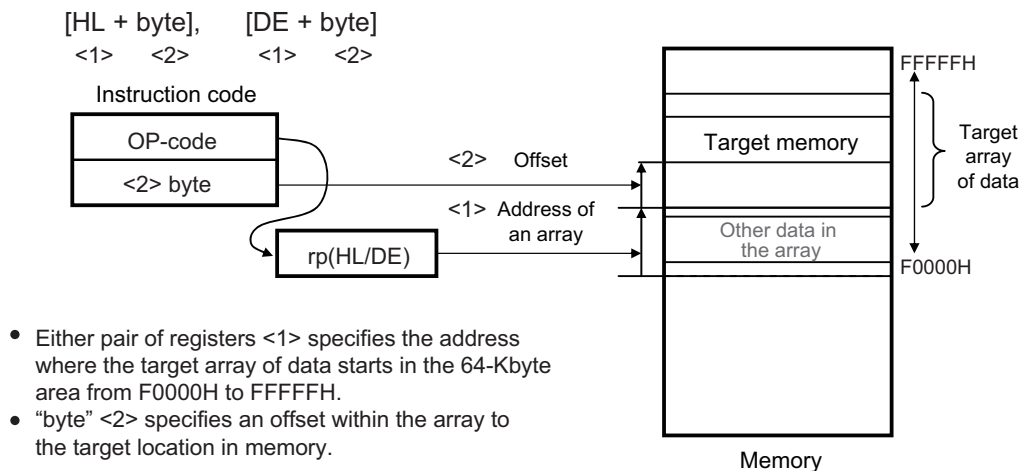 [HL + byte], [DE + byte]
<1> <2> <1> <2>
Instruction code
OP-code
<2> byte
<2> Offset
<1> Address of
an array
rp(HL/DE)
FFFFFH
Target memory
Target
array
of data
Other data in
the array
F0000H
Memory
• Either pair of registers <1> specifies the address
where the target array of data starts in the 64-Kbyte
area from F0000H to FFFFFH.
• “byte” <2> specifies an offset within the array to
the target location in memory.